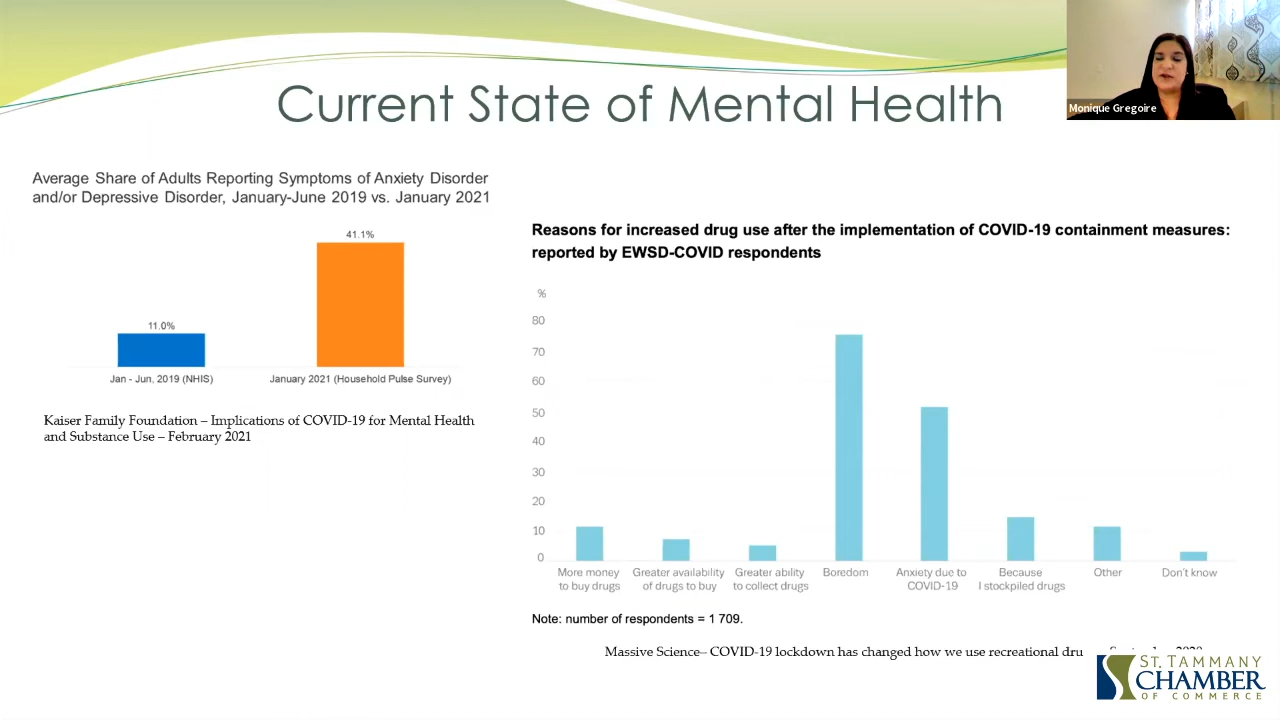 Current State of Mental Health
Monique Gregoire
Average Share of Adults Reporting Symptoms of Anxiety Disorder
and/or Depressive Disorder, January-June 2019 vs. January 2021
41.1%
11.0%
Jan - Jun, 2019 (NHIS)
January 2021 (Household Pulse Survey)
Kaiser Family Foundation – Implications of COVID-19 for Mental Health
and Substance Use – February 2021
Reasons for increased drug use after the implementation of COVID-19 containment measures:
reported by EWSD-COVID respondents
%
80
70
60
50
40
30
20
10
0
More money
to buy drugs
Greater availability
of drugs to buy
Greater ability
to collect drugs
Boredom
Anxiety due to
COVID-19
Because
I stockpiled drugs
Other
Don't know
Note: number of respondents = 1 709.
Massive Science– COVID-19 lockdown has changed how we use recreational dru
ST. TAMMANY
CHAMBER
OF COMMERCE